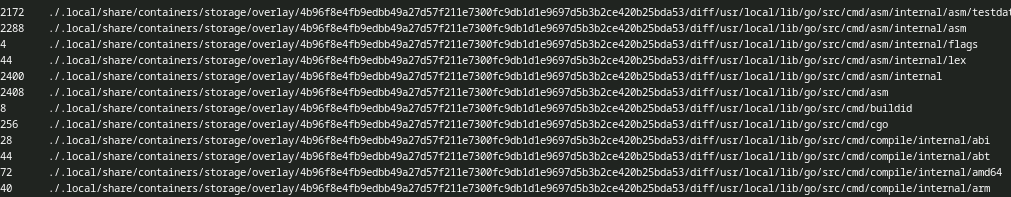 2172 ./.local/share/containers/storage/overlay/4b96f8e4fb9edbb49a27d57f211e7300fc9db1d1e9697d5b3b2ce420b25bda53/diff/usr/local/lib/go/src/cmd/asm/internal/asm/testdat
2288 ./.local/share/containers/storage/overlay/4b96f8e4fb9edbb49a27d57f211e7300fc9db1d1e9697d5b3b2ce420b25bda53/diff/usr/local/lib/go/src/cmd/asm/internal/asm
4 ./.local/share/containers/storage/overlay/4b96f8e4fb9edbb49a27d57f211e7300fc9db1d1e9697d5b3b2ce420b25bda53/diff/usr/local/lib/go/src/cmd/asm/internal/flags
44 ./.local/share/containers/storage/overlay/4b96f8e4fb9edbb49a27d57f211e7300fc9db1d1e9697d5b3b2ce420b25bda53/diff/usr/local/lib/go/src/cmd/asm/internal/lex
2400 ./.local/share/containers/storage/overlay/4b96f8e4fb9edbb49a27d57f211e7300fc9db1d1e9697d5b3b2ce420b25bda53/diff/usr/local/lib/go/src/cmd/asm/internal
2408 ./.local/share/containers/storage/overlay/4b96f8e4fb9edbb49a27d57f211e7300fc9db1d1e9697d5b3b2ce420b25bda53/diff/usr/local/lib/go/src/cmd/asm
8 ./.local/share/containers/storage/overlay/4b96f8e4fb9edbb49a27d57f211e7300fc9db1d1e9697d5b3b2ce420b25bda53/diff/usr/local/lib/go/src/cmd/buildid
256 ./.local/share/containers/storage/overlay/4b96f8e4fb9edbb49a27d57f211e7300fc9db1d1e9697d5b3b2ce420b25bda53/diff/usr/local/lib/go/src/cmd/cgo
28 ./.local/share/containers/storage/overlay/4b96f8e4fb9edbb49a27d57f211e7300fc9db1d1e9697d5b3b2ce420b25bda53/diff/usr/local/lib/go/src/cmd/compile/internal/abi
44 ./.local/share/containers/storage/overlay/4b96f8e4fb9edbb49a27d57f211e7300fc9db1d1e9697d5b3b2ce420b25bda53/diff/usr/local/lib/go/src/cmd/compile/internal/abt
72 ./.local/share/containers/storage/overlay/4b96f8e4fb9edbb49a27d57f211e7300fc9db1d1e9697d5b3b2ce420b25bda53/diff/usr/local/lib/go/src/cmd/compile/internal/amd64
40 ./.local/share/containers/storage/overlay/4b96f8e4fb9edbb49a27d57f211e7300fc9db1d1e9697d5b3b2ce420b25bda53/diff/usr/local/lib/go/src/cmd/compile/internal/arm